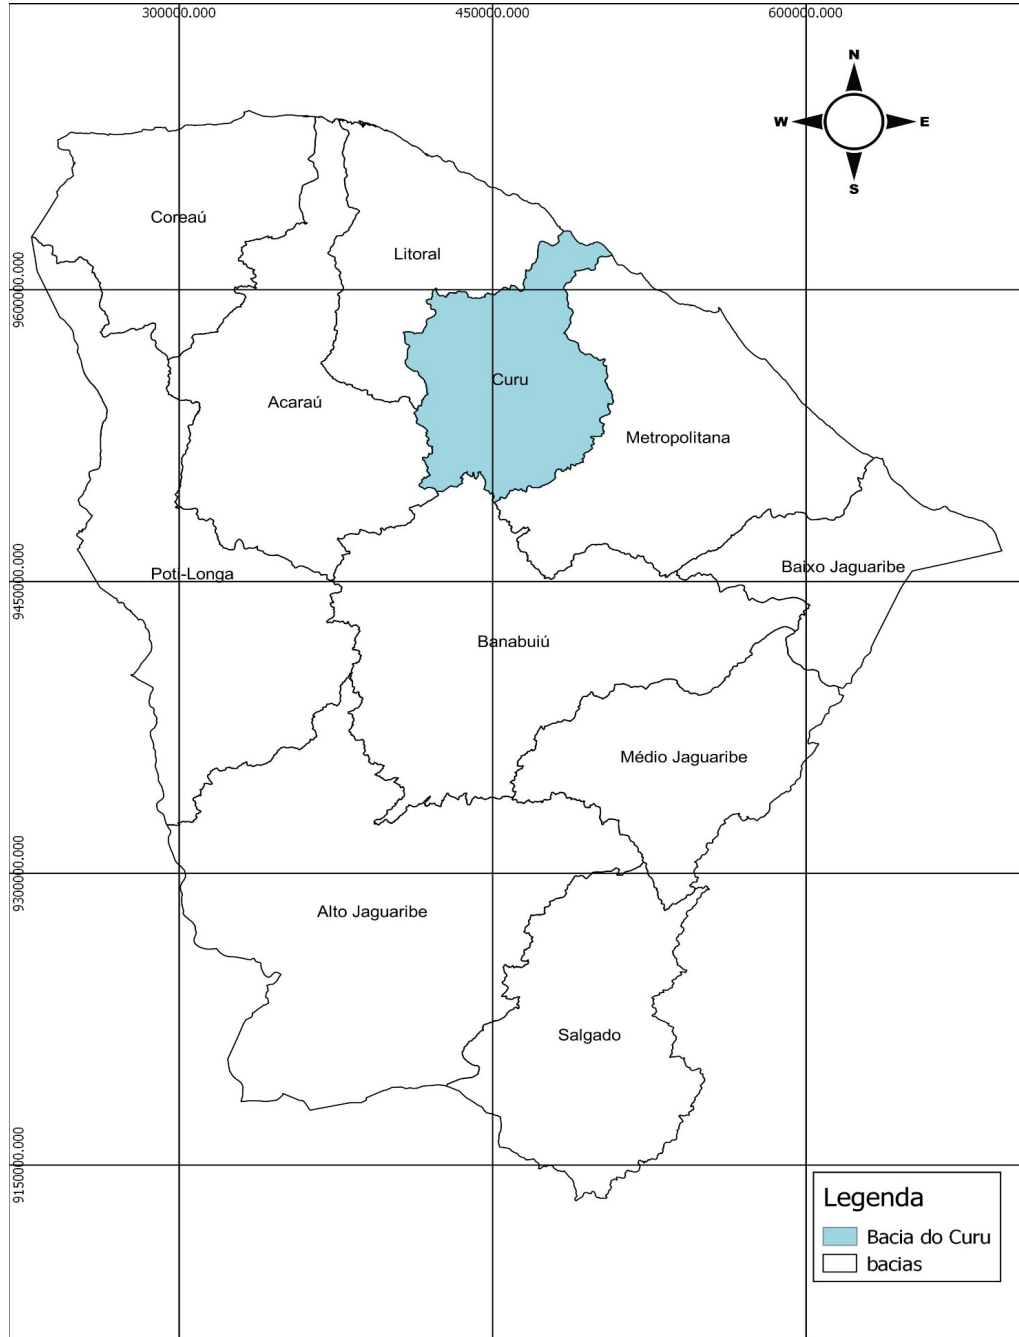 300000.000 450000.000 600000.000
N
W E
S
Coreaú
Litoral
9600000.000
Curu
Acaraú
Metropolitana
Baixo Jaguaribe
Poti-Longa
9450000.000
Banabuiú
Médio Jaguaribe
9300000.000
Alto Jaguaribe
Salgado
9150000.000
Legenda
Bacia do Curu
bacias